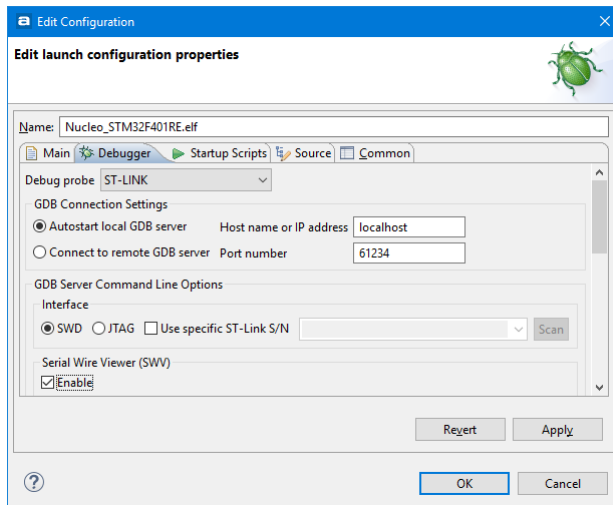 a Edit Configuration
Edit launch configuration properties
Name: Nucleo_STM32F401RE.elf
Main Debugger Startup Scripts Source Common
Debug probe ST-LINK
GDB Connection Settings
Autostart local GDB server Host name or IP address localhost
Connect to remote GDB server Port number 61234
GDB Server Command Line Options
Interface
SWD JTAG Use specific ST-Link S/N Scan
Serial Wire Viewer (SWV)
Enable
Revert Apply
? OK Cancel